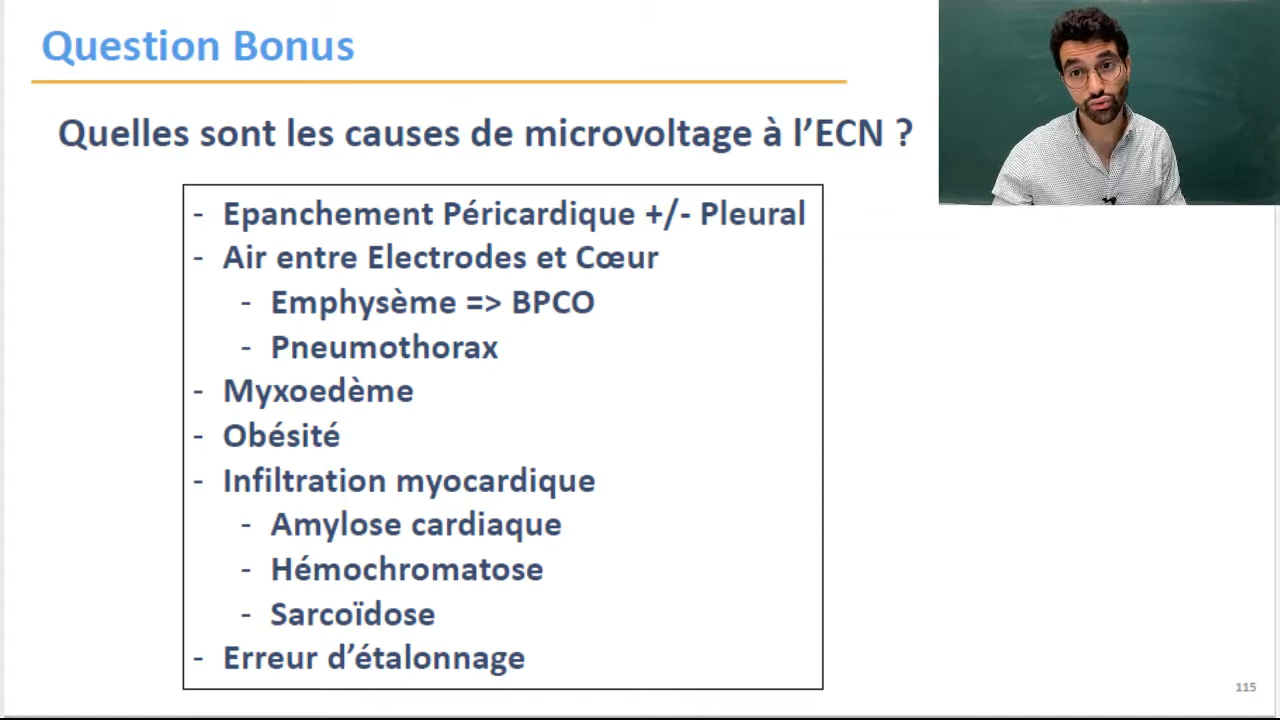 Question Bonus
Quelles sont les causes de microvoltage à l’ECN ?
- Epanchement Péricardique +/- Pleural
- Air entre Electrodes et Cœur
- Emphysème => BPCO
- Pneumothorax
- Myxoedème
- Obésité
- Infiltration myocardique
- Amylose cardiaque
- Hémochromatose
- Sarcoïdose
- Erreur d’étalonnage
115